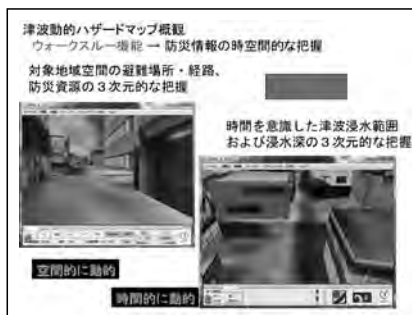 津波動的ハザードマップ概観
ウォークスルー機能 → 防災情報の時空間的な把握
対象地域空間の避難場所・経路、
防災資源の３次元的な把握
時間を意識した津波浸水範囲
および浸水深の３次元的な把握
空間的に動的
時間的に動的